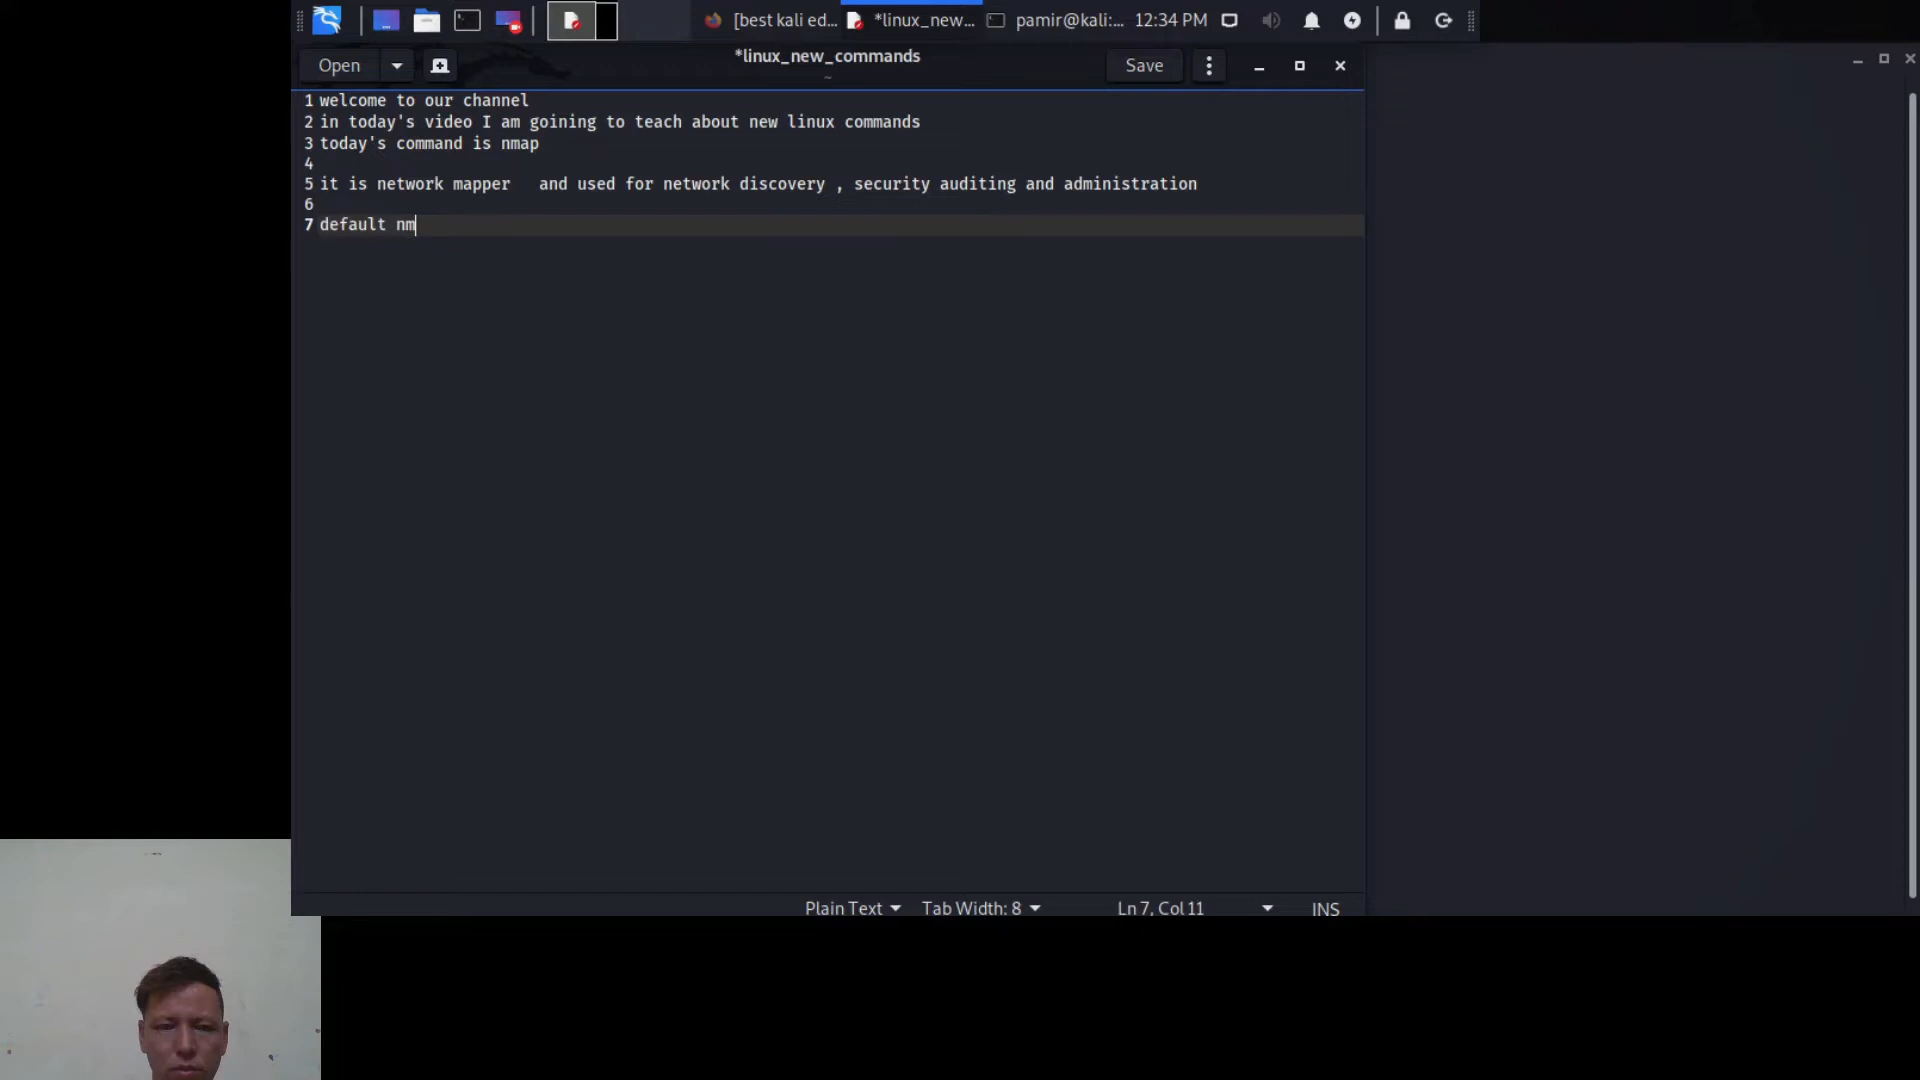 [best kali ed... *linux_new... pamir@kali:... 12:34 PM
Open *linux_new_commands Save
~
1 welcome to our channel
2 in today's video I am goining to teach about new linux commands
3 today's command is nmap
4
5 it is network mapper   and used for network discovery , security auditing and administration
6
7 default nm
Plain Text Tab Width: 8 Ln 7, Col 11 INS